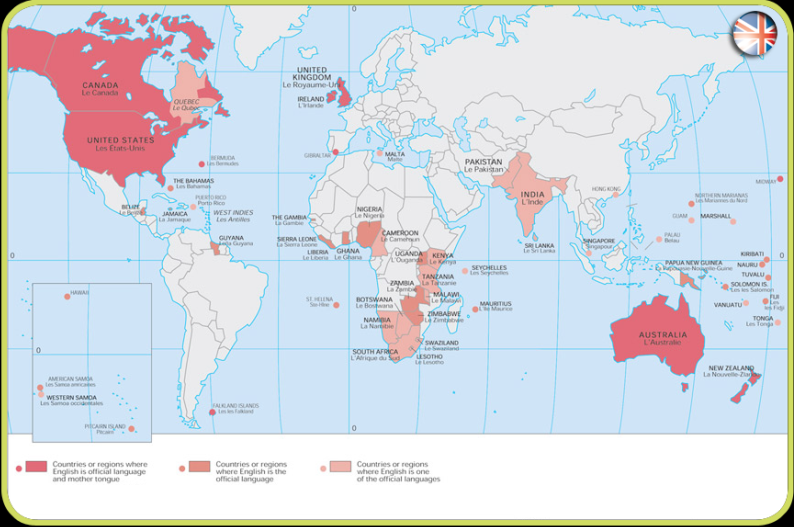 0
CANADA
Le Canada
QUEBEC
Le Québec
UNITED STATES
Les États-Unis
UNITED
KINGDOM
Le Royaume-Uni
IRELAND
L'Irlande
GIBRALTAR
MALTA
Malte
BERMUDA
Les Bermudes
THE BAHAMAS
Les Bahamas
PUERTO RICO
Porto Rico
BELIZE
Le Belize
JAMAICA
La Jamaïque
WEST INDIES
Les Antilles
GUYANA
THE GAMBIA
La Gambie
SIERRA LEONE
La Sierra Leone
LIBERIA
Le Liberia
GHANA
Le Ghana
NIGERIA
Le Nigeria
CAMEROON
Le Cameroun
UGANDA
L'Ouganda
KENYA
Le Kenya
TANZANIA
La Tanzanie
ZAMBIA
La Zambie
MALAWI
Le Malawi
BOTSWANA
Le Botswana
ZIMBABWE
Le Zimbabwe
NAMIBIA
La Namibie
SWAZILAND
Le Swaziland
SOUTH AFRICA
L'Afrique du Sud
LESOTHO
Le Lesotho
ST. HELENA
Ste-Hélène
SEYCHELLES
Les Seychelles
MAURITIUS
L'île Maurice
PAKISTAN
Le Pakistan
INDIA
L'Inde
SRI LANKA
Le Sri Lanka
HONG KONG
SINGAPORE
Singapour
MIDWAY
NORTHERN MARIANAS
Les Mariannes du Nord
GUAM
MARSHALL
PALAU
Belau
PAPUA NEW GUINEA
La Papouasie Nouvelle-Guinée
KIRIBATI
NAURU
TUVALU
SOLOMON IS.
Les îles Salomon
VANUATU
FIJI
Les îles
Fidji
TONGA
Les Tonga
AUSTRALIA
L'Australie
NEW ZEALAND
La Nouvelle-Zélande
FALKLAND ISLANDS
Les îles Falkland
HAWAII
0
AMERICAN SAMOA
Les Samoa américaines
WESTERN SAMOA
Les Samoa occidentales
PITCAIRN ISLAND
Pitcairn
0
0
0
Countries or regions where
English is official language
and mother tongue
Countries or regions
where English is the
official language
Countries or regions
where English is one
of the official languages